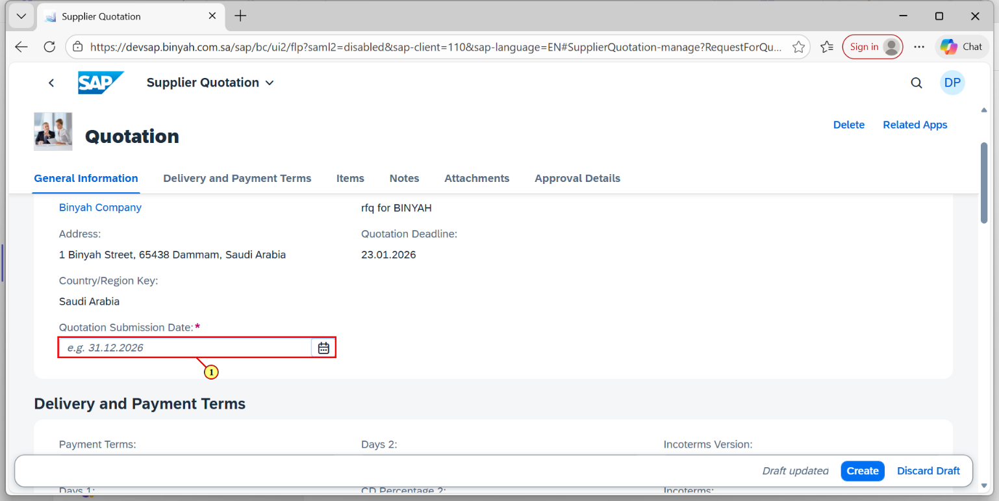 Supplier Quotation
https://devsap.binyah.com.sa/sap/bc/ui2/flp?saml2=disabled&sap-client=110&sap-language=EN#SupplierQuotation-manage?RequestForQu...
Sign in
Chat
SAP
Supplier Quotation
DP
Quotation
Delete
Related Apps
General Information
Delivery and Payment Terms
Items
Notes
Attachments
Approval Details
Binyah Company
rfq for BINYAH
Address:
Quotation Deadline:
1 Binyah Street, 65438 Dammam, Saudi Arabia
23.01.2026
Country/Region Key:
Saudi Arabia
Quotation Submission Date:*
e.g. 31.12.2026
1
Delivery and Payment Terms
Payment Terms:
Days 2:
Incoterms Version:
Draft updated
Create
Discard Draft
Days 1:
CD Percentage 2:
Incoterms: